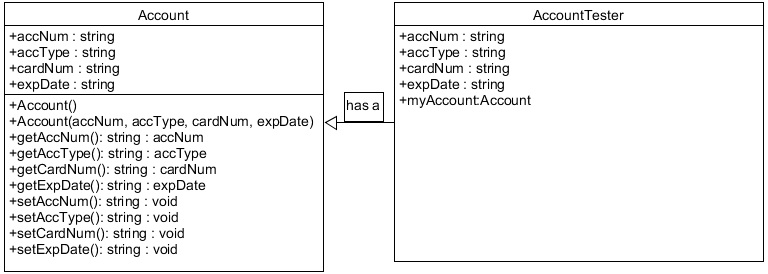 Account
+accNum : string
+accType : string
+cardNum : string
+expDate : string
+Account()
+Account(accNum, accType, cardNum, expDate)
+getAccNum(): string : accNum
+getAccType(): string : accType
+getCardNum(): string : cardNum
+getExpDate(): string : expDate
+setAccNum(): string : void
+setAccType(): string : void
+setCardNum(): string : void
+setExpDate(): string : void
has a
AccountTester
+accNum : string
+accType : string
+cardNum : string
+expDate : string
+myAccount:Account